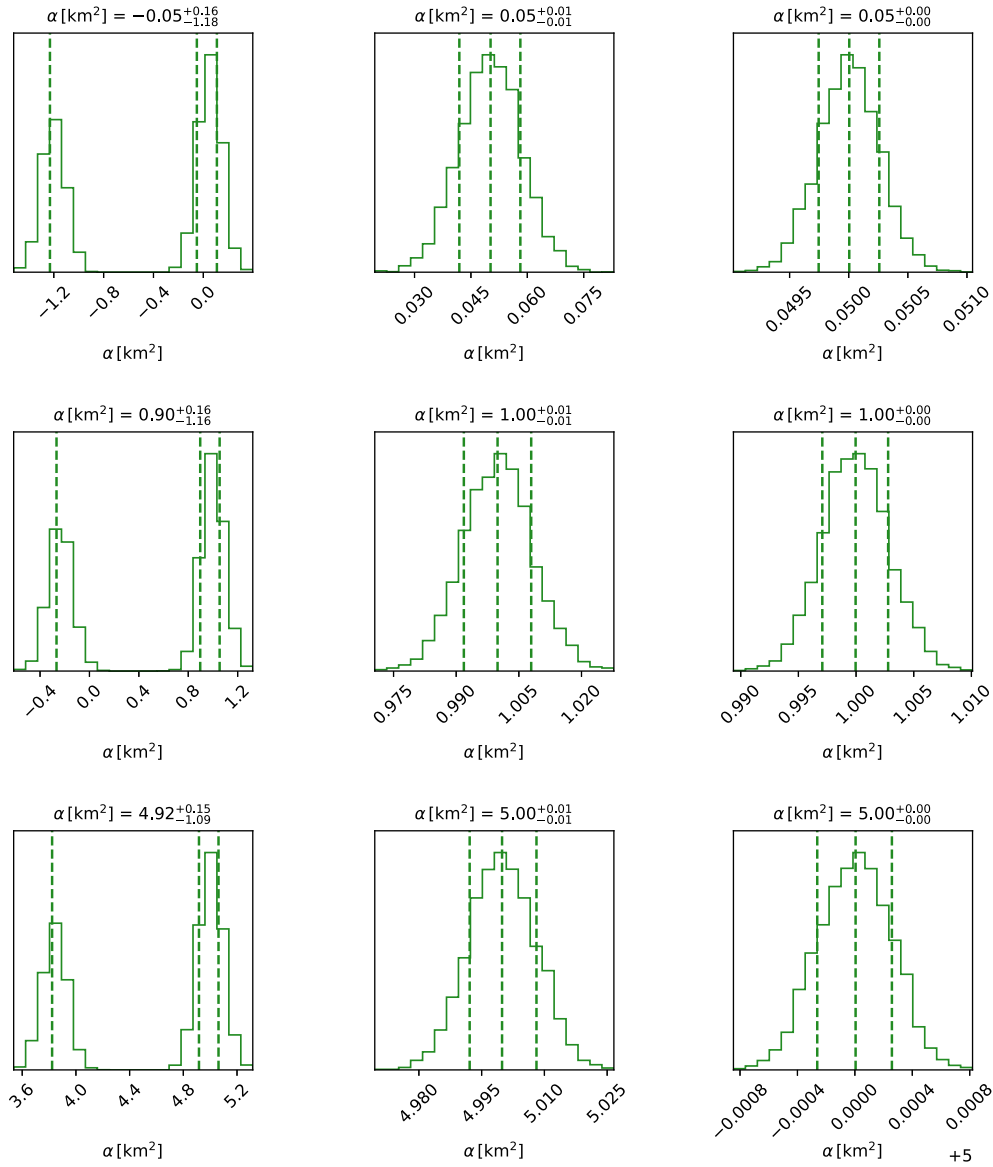 α [km²] = −0.05 +0.16 −1.18
α [km²] = 0.05 +0.01 −0.01
α [km²] = 0.05 +0.00 −0.00
−1.2 −0.8 −0.4 0.0
0.030 0.045 0.060 0.075
0.0495 0.0500 0.0505 0.0510
α [km²]
α [km²]
α [km²]
α [km²] = 0.90 +0.16 −1.16
α [km²] = 1.00 +0.01 −0.01
α [km²] = 1.00 +0.00 −0.00
−0.4 0.0 0.4 0.8 1.2
0.975 0.990 1.005 1.020
0.990 0.995 1.000 1.005 1.010
α [km²]
α [km²]
α [km²]
α [km²] = 4.92 +0.15 −1.09
α [km²] = 5.00 +0.01 −0.01
α [km²] = 5.00 +0.00 −0.00
3.6 4.0 4.4 4.8 5.2
4.980 4.995 5.010 5.025
−0.0008 −0.0004 0.0000 0.0004 0.0008
α [km²]
α [km²]
α [km²]
+5